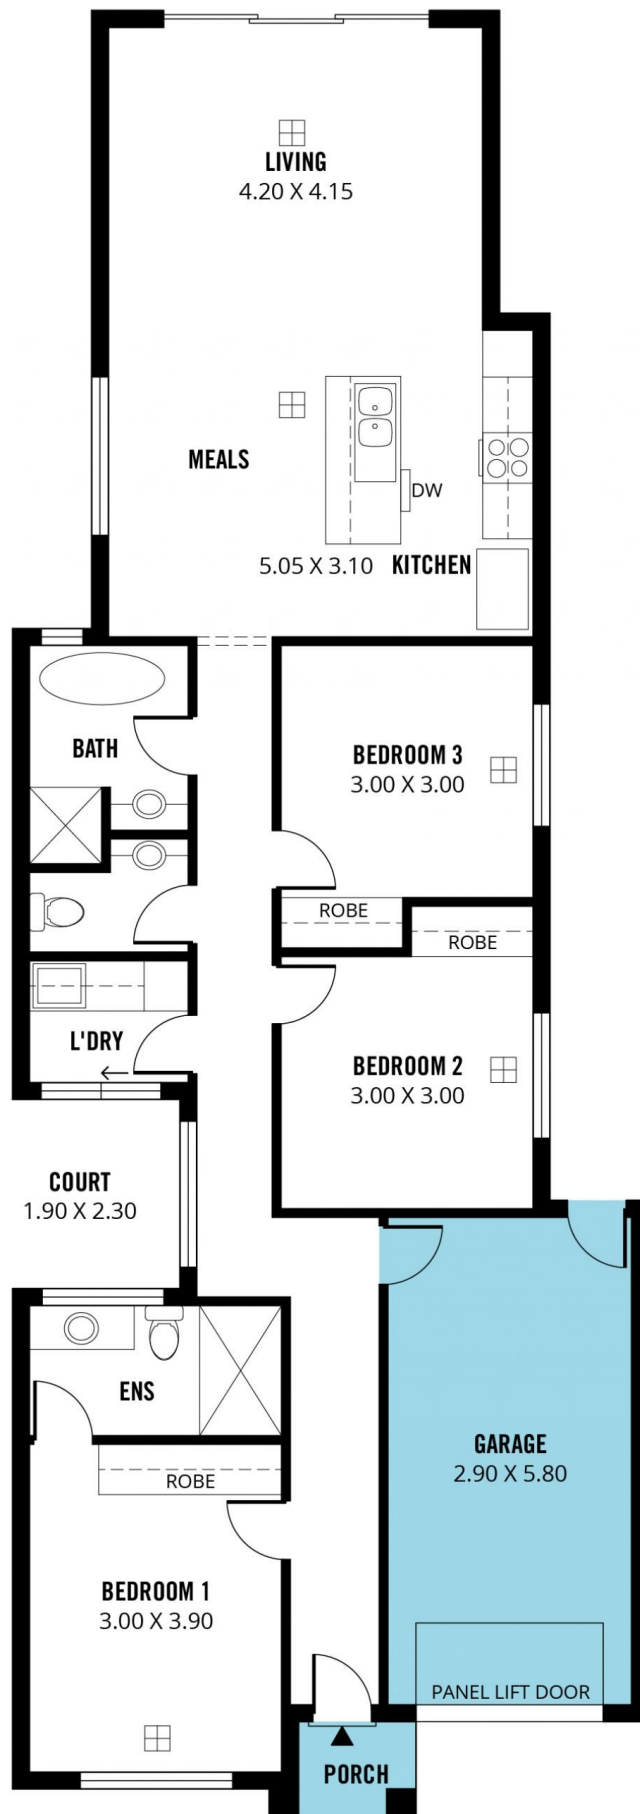 LIVING
4.20 X 4.15
MEALS
DW
5.05 X 3.10 KITCHEN
BATH
BEDROOM 3
3.00 X 3.00
ROBE
ROBE
L'DRY
BEDROOM 2
3.00 X 3.00
COURT
1.90 X 2.30
ENS
GARAGE
2.90 X 5.80
ROBE
BEDROOM 1
3.00 X 3.90
PANEL LIFT DOOR
PORCH